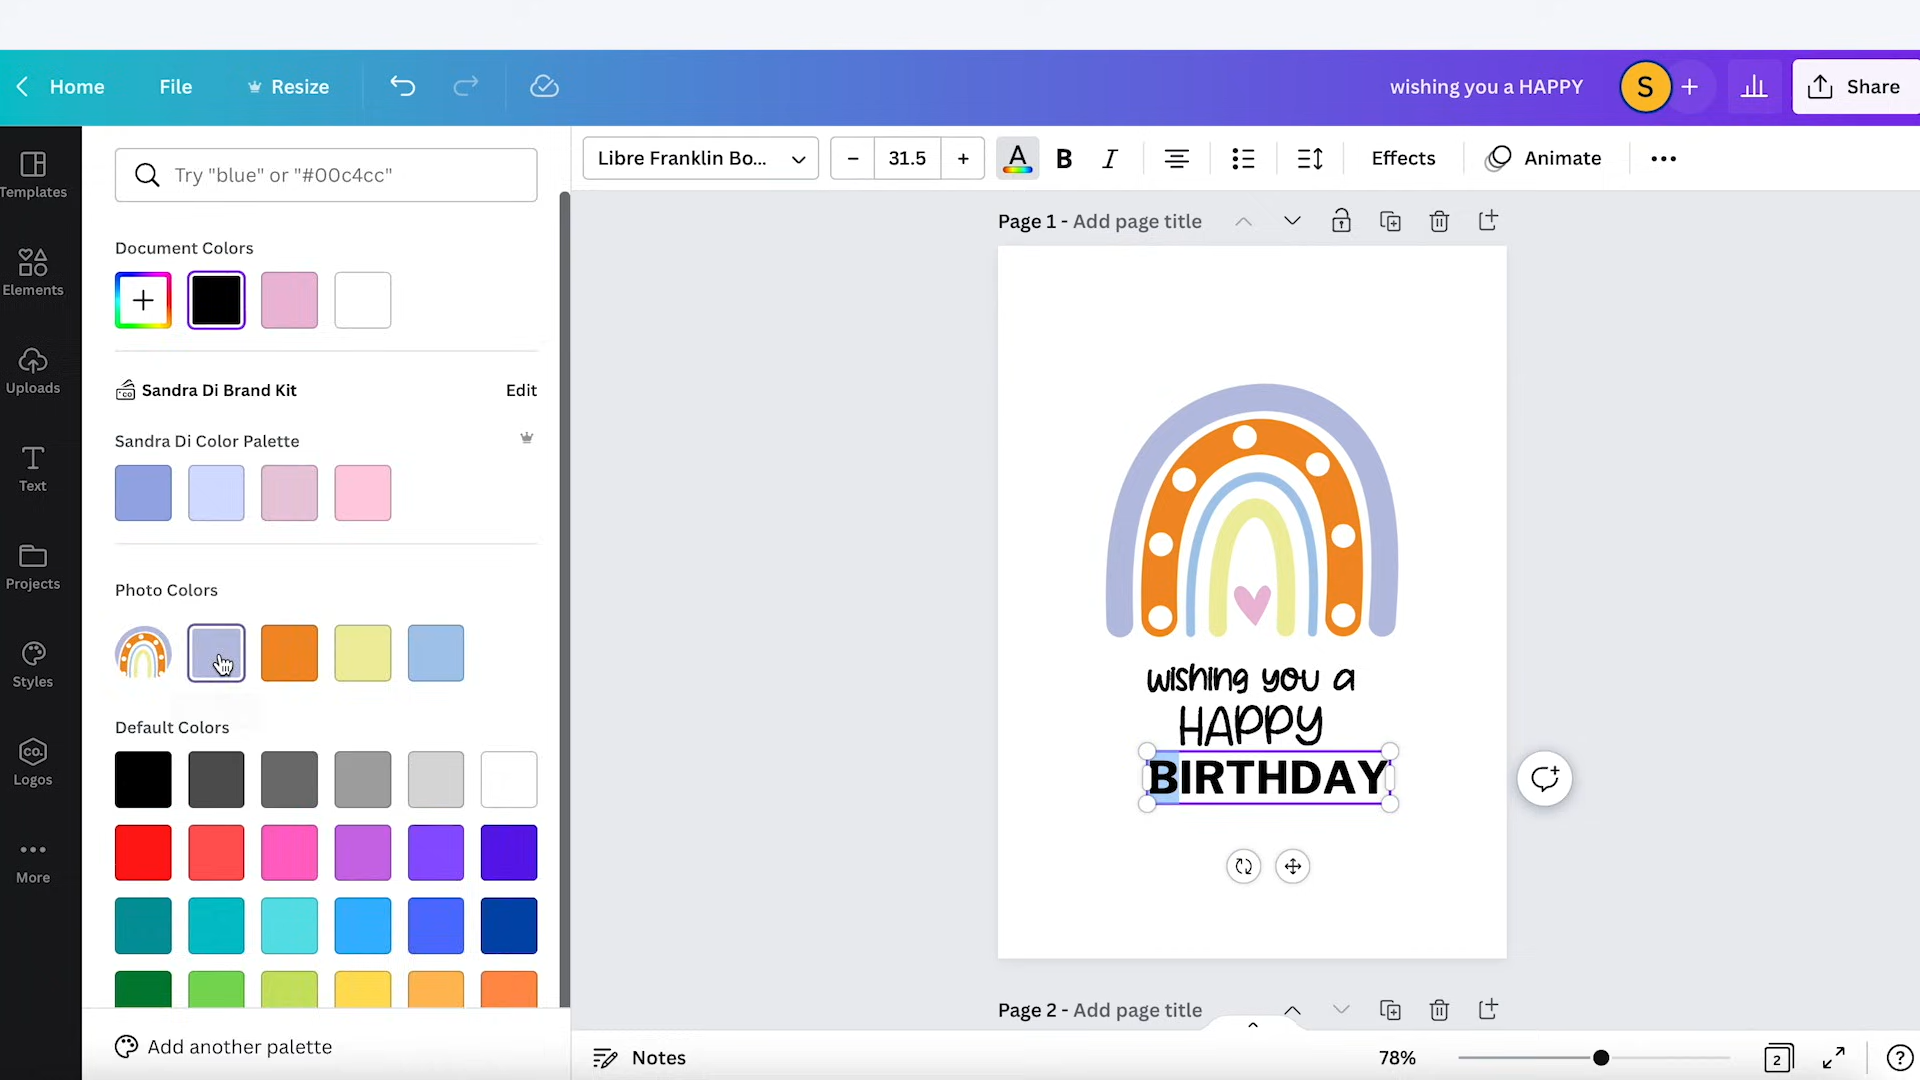 Home File Resize wishing you a HAPPY S Share
Templates
Elements
Uploads
Text
Projects
Styles
CO.
Logos
More
Try "blue" or "#00c4cc"
Document Colors
co Sandra Di Brand Kit Edit
Sandra Di Color Palette
Photo Colors
Default Colors
Add another palette
Libre Franklin Bo... – 31.5 + A B I Effects Animate
Page 1 - Add page title
wishing you a
HAPPY
BIRTHDAY
Page 2 - Add page title
Notes 78% 2 ?